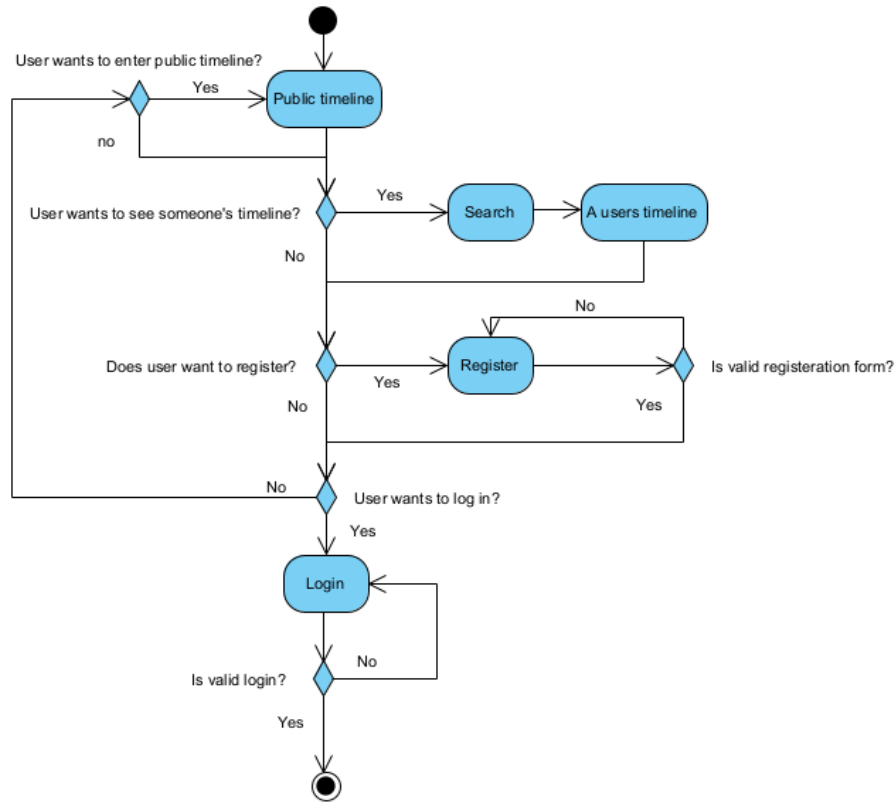 User wants to enter public timeline?
Yes
Public timeline
no
Yes
User wants to see someone's timeline?
Search
A users timeline
No
No
Does user want to register?
Yes
Register
Is valid registeration form?
No
Yes
No
User wants to log in?
Yes
Login
No
Is valid login?
Yes